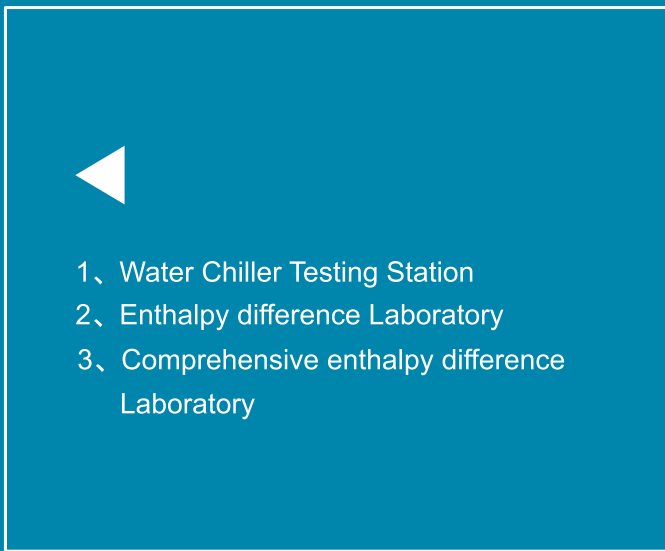 1、Water Chiller Testing Station
2、Enthalpy difference Laboratory
3、Comprehensive enthalpy difference
Laboratory